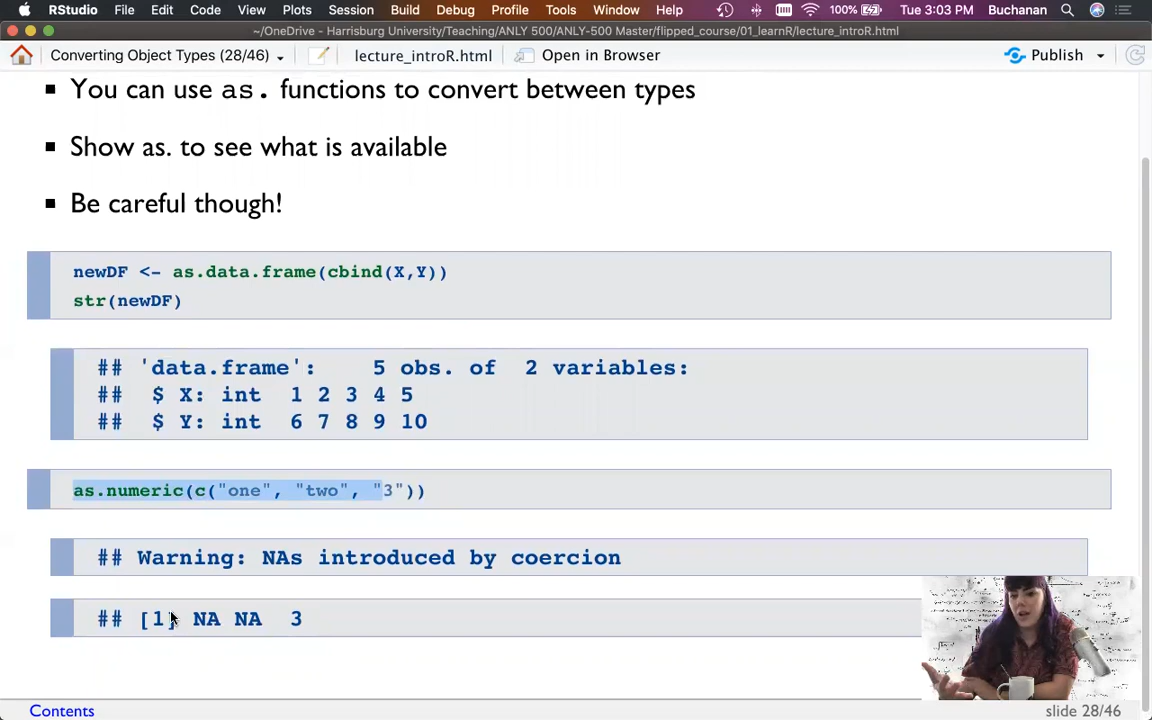 RStudio File Edit Code View Plots Session Build Debug Profile Tools Window Help 100% Tue 3:03 PM Buchanan
~/OneDrive - Harrisburg University/Teaching/ANLY 500/ANLY-500 Master/flipped_course/01_learnR/lecture_introR.html
Converting Object Types (28/46) lecture_introR.html Open in Browser Publish
▪ You can use as. functions to convert between types
▪ Show as. to see what is available
▪ Be careful though!
newDF <- as.data.frame(cbind(X,Y))
str(newDF)
## 'data.frame': 5 obs. of 2 variables:
## $ X: int 1 2 3 4 5
## $ Y: int 6 7 8 9 10
as.numeric(c("one", "two", "3"))
## Warning: NAs introduced by coercion
## [1] NA NA 3
Contents slide 28/46